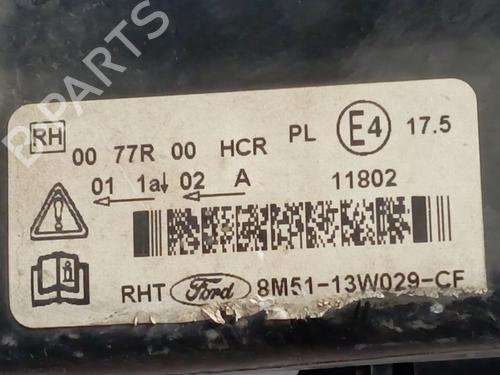 B-PARTS
RH 00 77R 00 HCR PL E4 17.5
01 1a↓ 02 A 11802
RHT Ford 8M51-13W029-CF